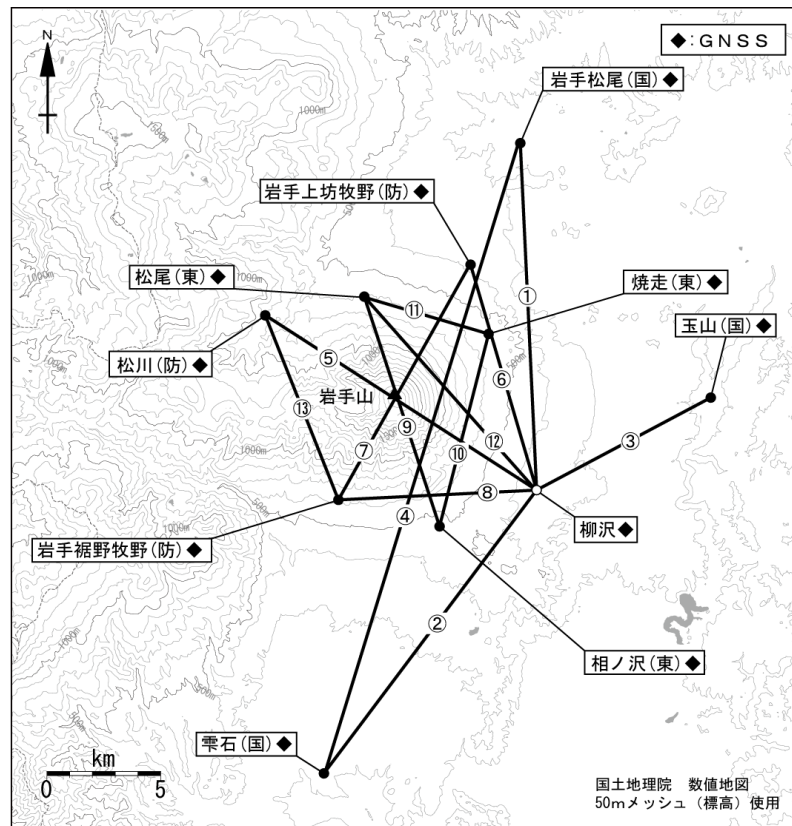 N
◆:GNSS
岩手松尾(国)◆
1000m
1500m
岩手上坊牧野(防)◆
松尾(東)◆
焼走(東)◆
玉山(国)◆
松川(防)◆
岩手山
①
⑪
⑤
⑥
⑬
⑨
⑦
⑩
⑫
③
⑧
④
柳沢◆
岩手裾野牧野(防)◆
②
相ノ沢(東)◆
雫石(国)◆
km
0 5
国土地理院 数値地図
50mメッシュ(標高)使用